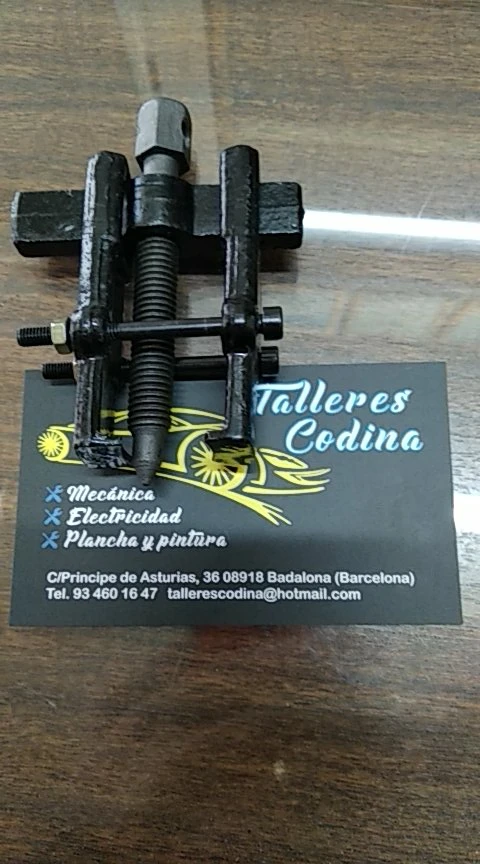 Talleres
Codina
Mecánica
Electricidad
Plancha y pintura
C/Principe de Asturias, 36 08918 Badalona (Barcelona)
Tel. 93 460 16 47 tallerescodina@hotmail.com